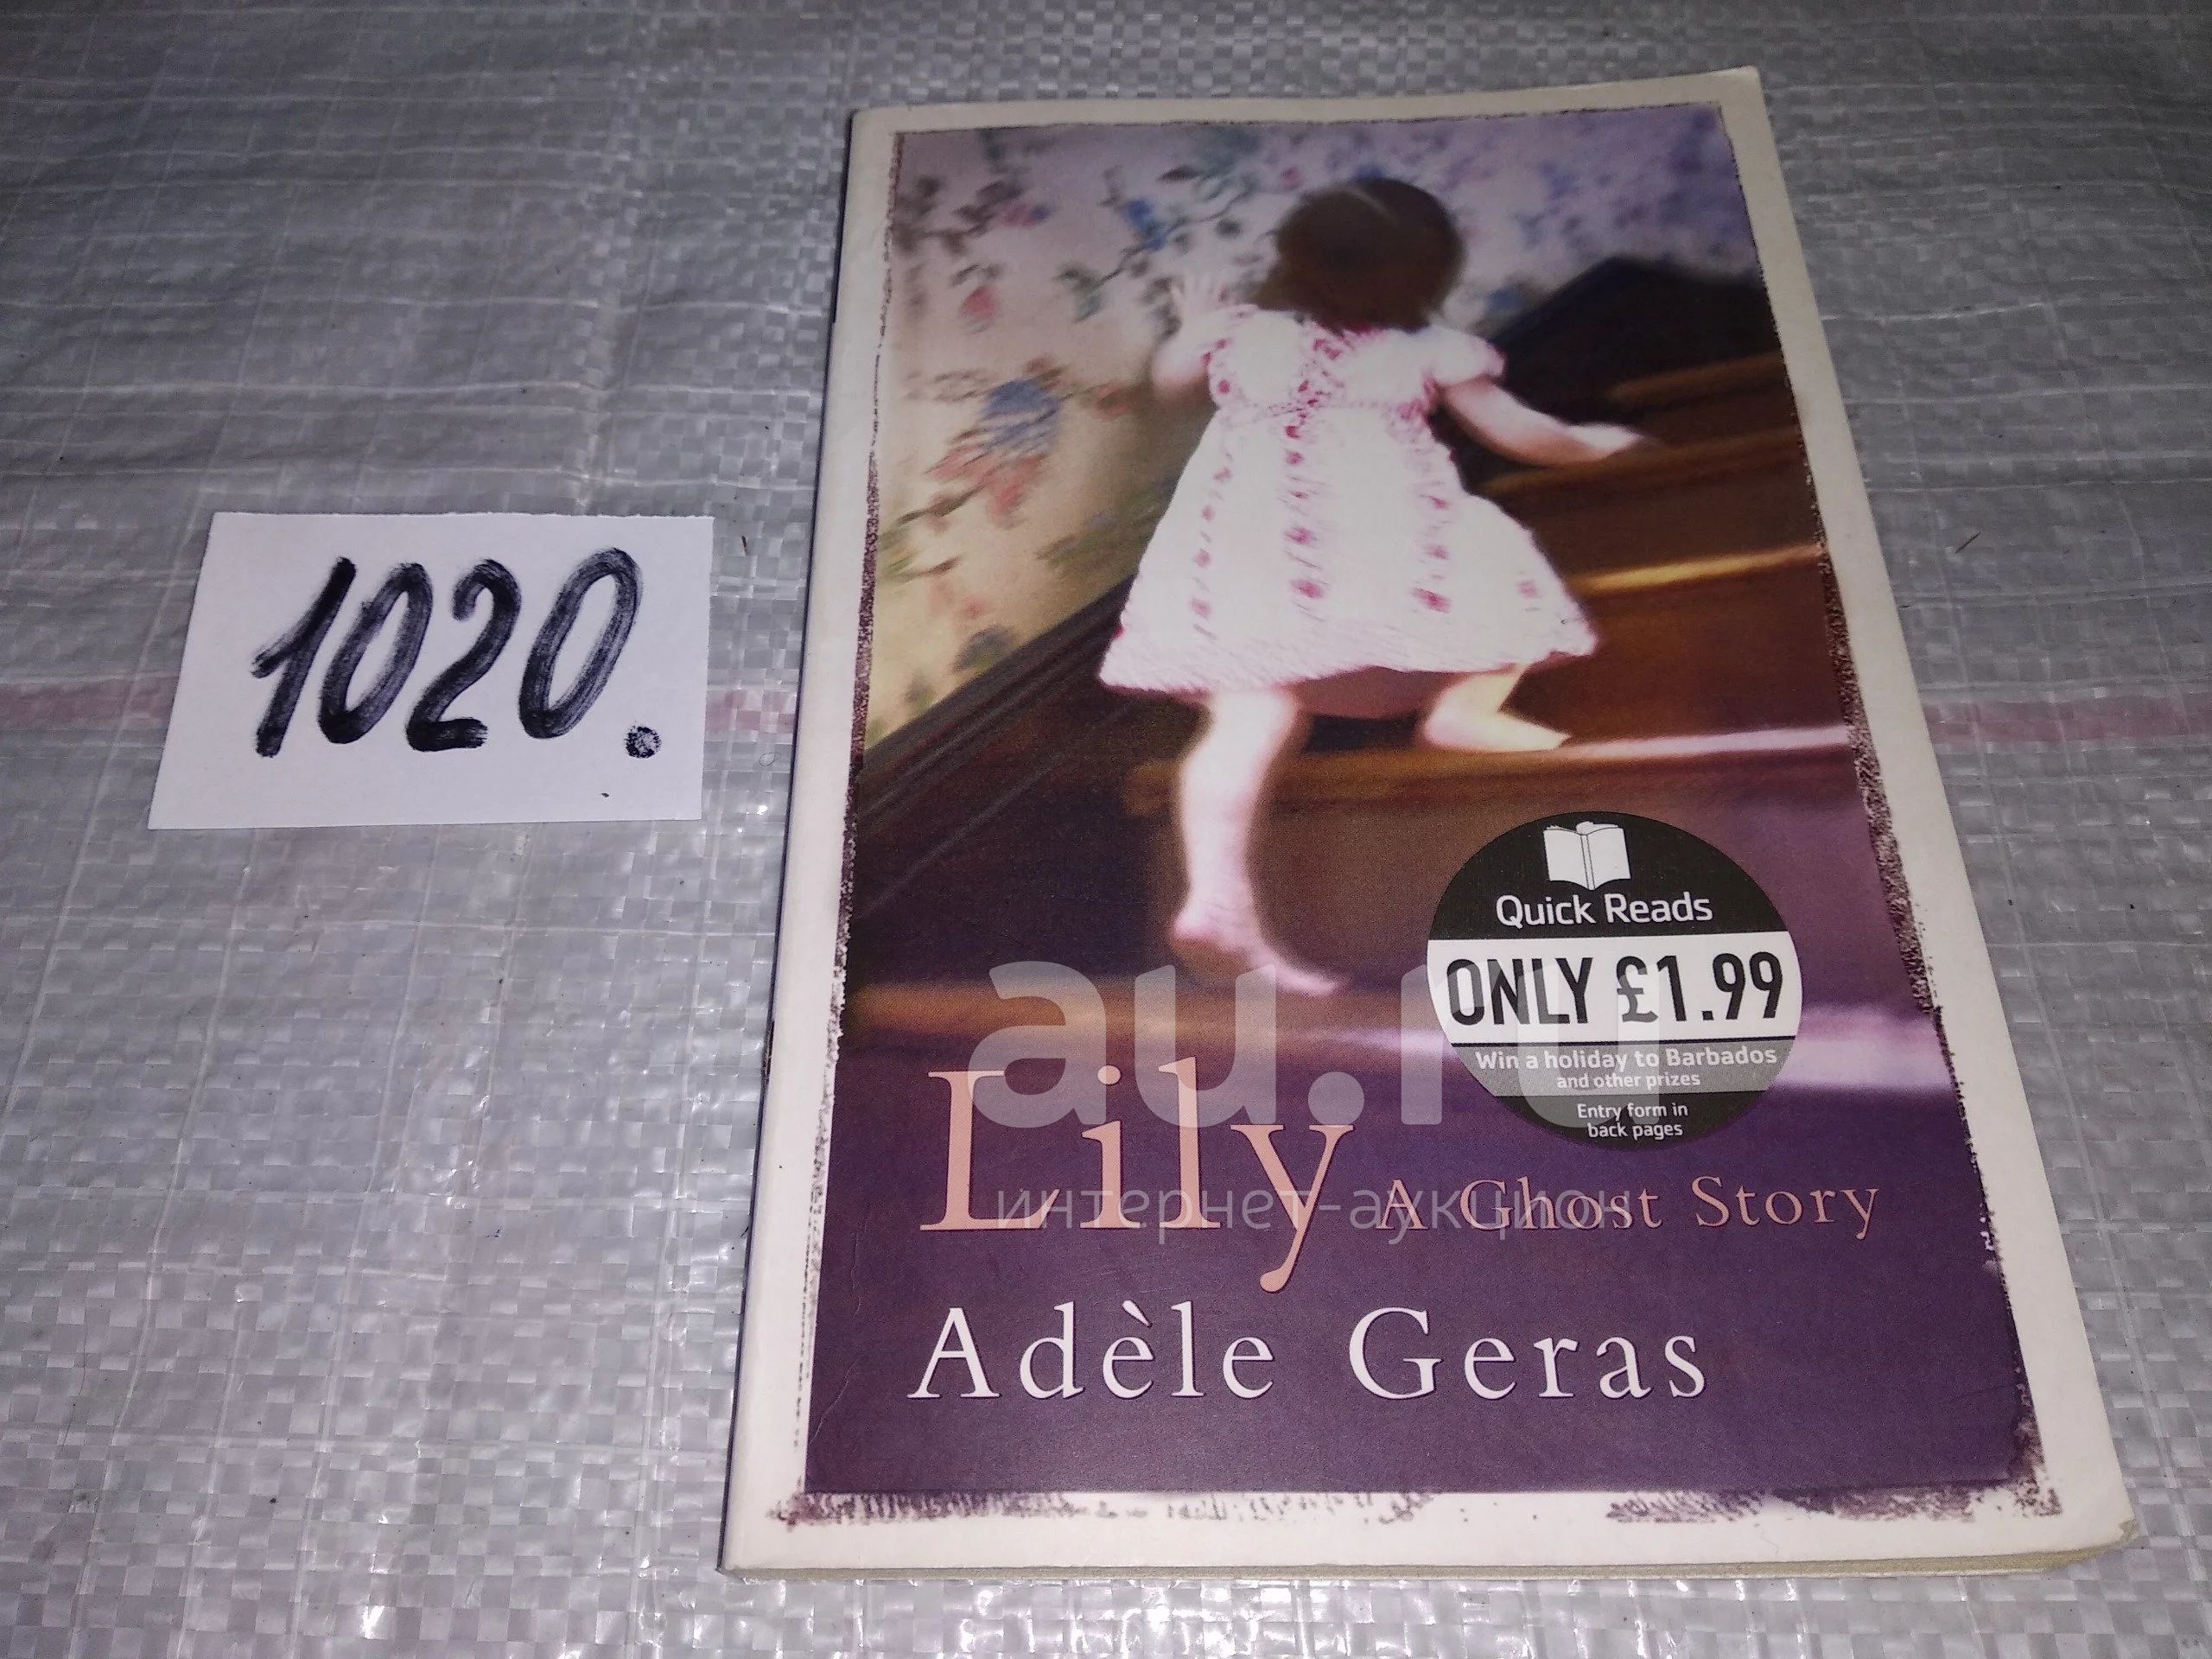 1020.
Quick Reads
ONLY £1.99
Win a holiday to Barbados
and other prizes
Entry form in
back pages
au.ru
интернет-аукцион
Lily A Ghost Story
Adèle Geras